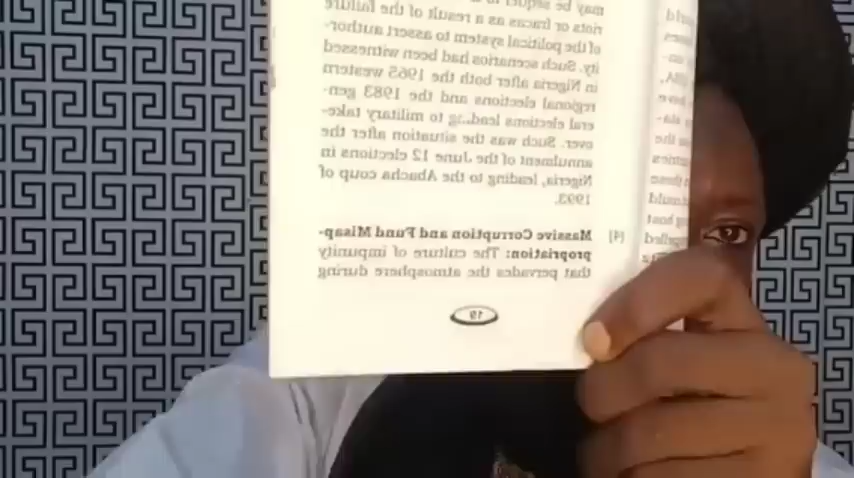 may be sequel to
riots or fracas as a result of the failure
of the political system to assert author-
ity. Such scenarios had been witnessed
in Nigeria after both the 1965 western
regional elections and the 1983 gen-
eral elections leading to military take-
over. Such was the situation after the
annulment of the June 12 elections in
Nigeria, leading to the Abacha coup of
1993.
[4] Massive Corruption and Fund Misap-
propriation: The culture of impunity
that pervades the atmosphere during
19